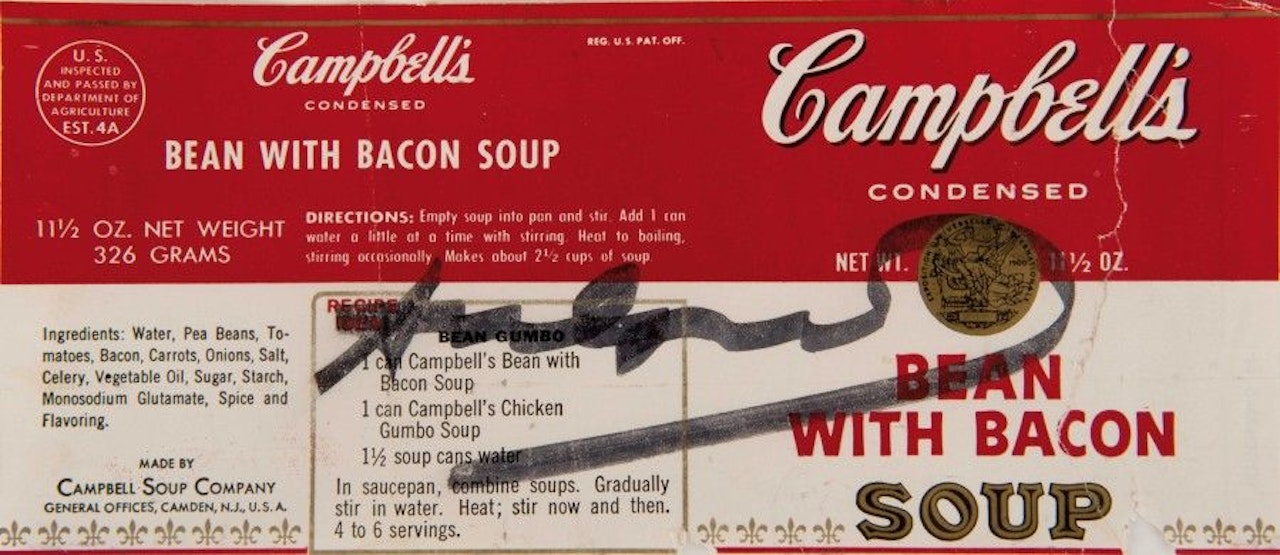 U. S.
INSPECTED
AND PASSED BY
DEPARTMENT OF
AGRICULTURE
EST. 4A
Campbell's
CONDENSED
BEAN WITH BACON SOUP
REG. U.S. PAT. OFF.
11½ OZ. NET WEIGHT
326 GRAMS
DIRECTIONS: Empty soup into pan and stir. Add 1 can
water a little at a time with stirring. Heat to boiling,
stirring occasionally. Makes about 2½ cups of soup.
Ingredients: Water, Pea Beans, To-
matoes, Bacon, Carrots, Onions, Salt,
Celery, Vegetable Oil, Sugar, Starch,
Monosodium Glutamate, Spice and
Flavoring.
MADE BY
CAMPBELL SOUP COMPANY
GENERAL OFFICES, CAMDEN, N.J., U.S.A.
RECIPE
IDEA
BEAN GUMBO
1 can Campbell's Bean with
Bacon Soup
1 can Campbell's Chicken
Gumbo Soup
1½ soup cans water
In saucepan, combine soups. Gradually
stir in water. Heat; stir now and then.
4 to 6 servings.
Campbell's
CONDENSED
NET WT. 11½ OZ.
BEAN
WITH BACON
SOUP